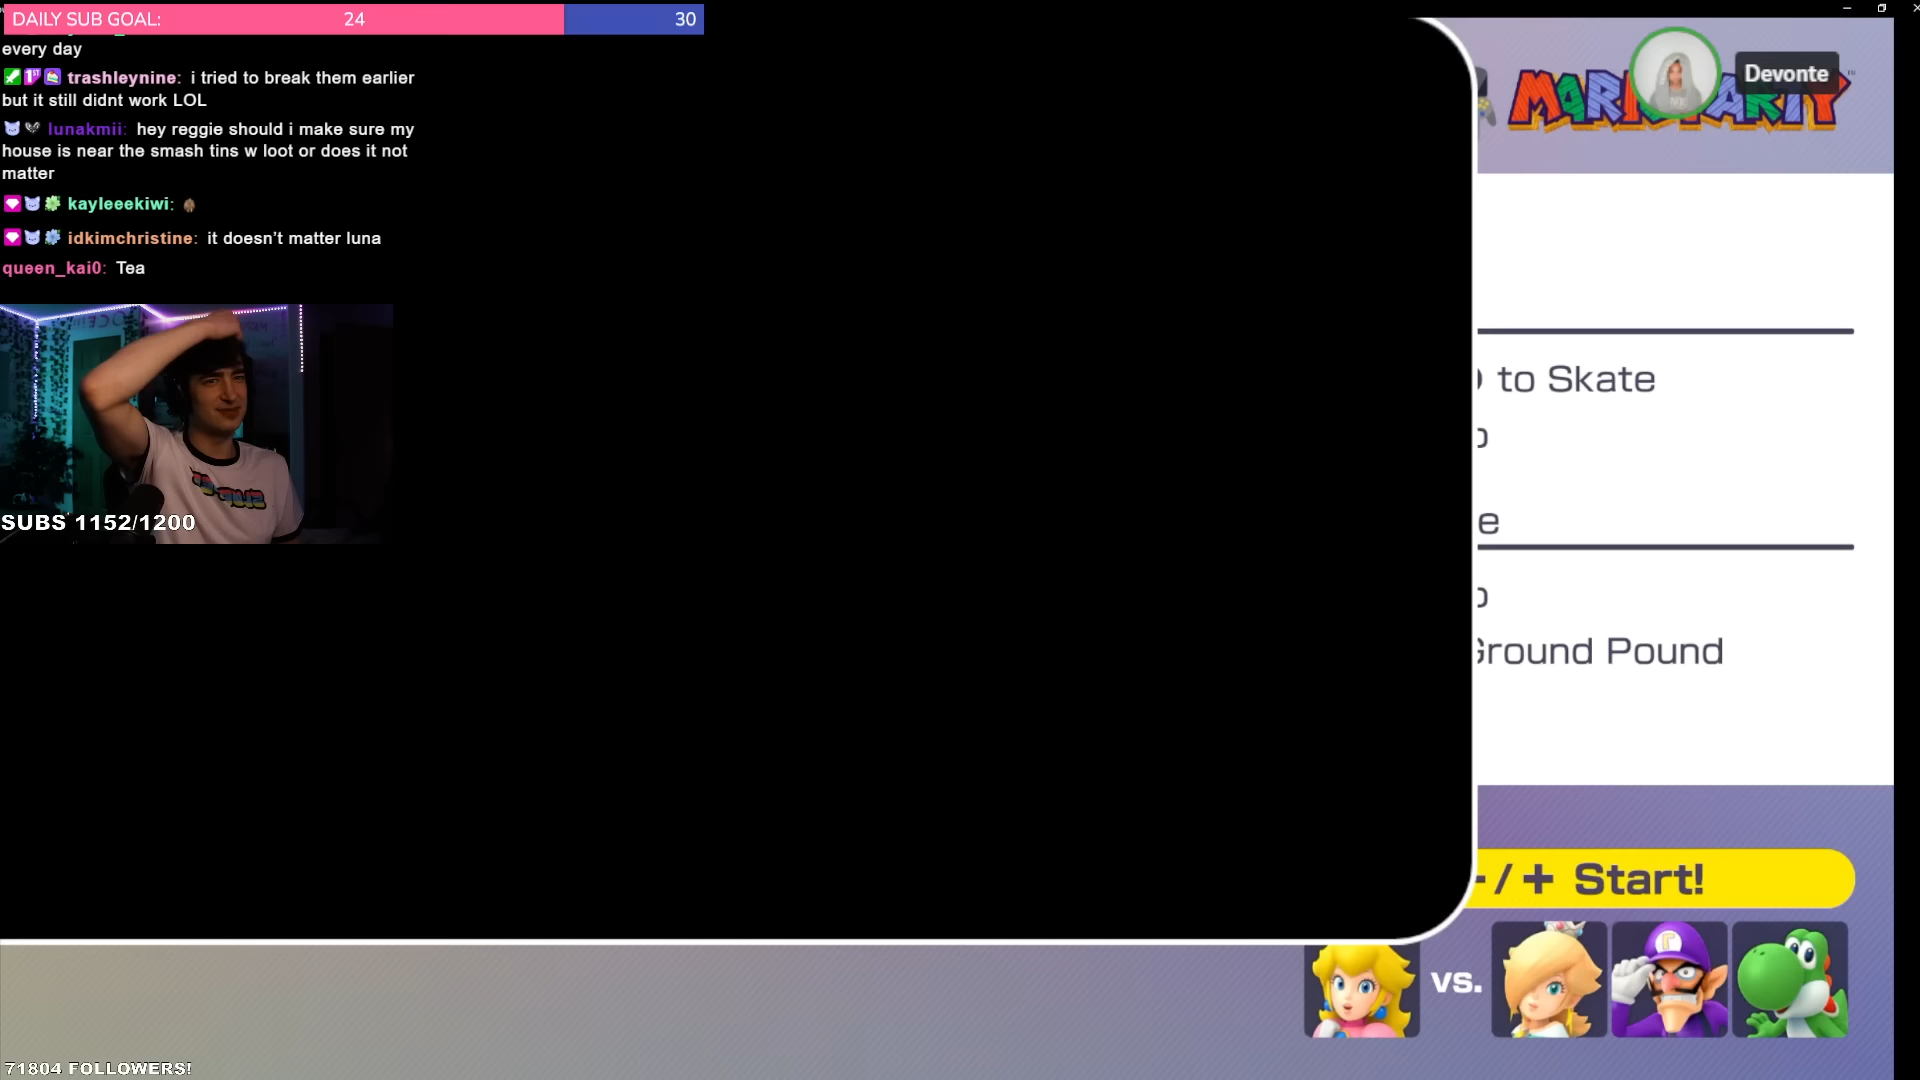 DAILY SUB GOAL: 24 30
every day
trashleynine: i tried to break them earlier
but it still didnt work LOL
lunakmii: hey reggie should i make sure my
house is near the smash tins w loot or does it not
matter
kayleeekiwi:
idkimchristine: it doesn’t matter luna
queen_kai0: Tea
SUBS 1152/1200
MARIO PARTY
Devonte
to Skate
Ground Pound
- / + Start!
vs.
71804 FOLLOWERS!